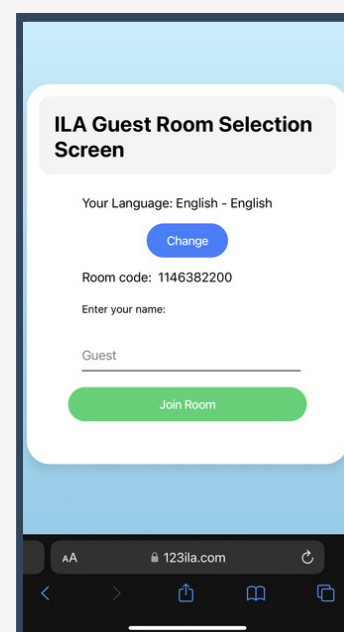 ILA Guest Room Selection
Screen
Your Language: English - English
Change
Room code: 1146382200
Enter your name:
Guest
Join Room
AA 123ila.com